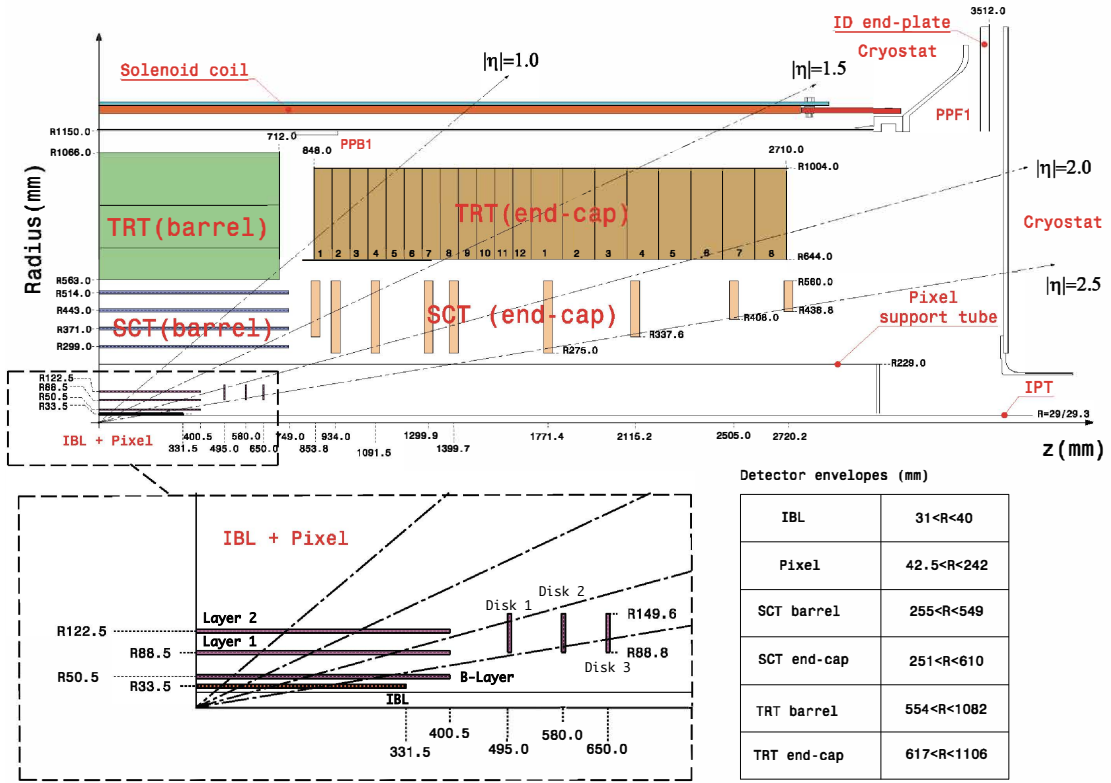 3512.0
ID end-plate
Cryostat
|η|=1.0
|η|=1.5
Solenoid coil
PPF1
R1150.0
712.0
PPB1
R1066.0
848.0
2710.0
R1004.0
|η|=2.0
TRT(barrel)
TRT(end-cap)
Cryostat
Radius(mm)
1 2 3 4 5 6 7 8 9 10 11 12 1 2 3 4 5 6 7 8
R644.0
R563.0
R560.0
|η|=2.5
R514.0
R443.0
SCT(barrel)
SCT (end-cap)
R438.8
R408.0
Pixel
support tube
R371.0
R337.6
R299.0
R275.0
R229.0
R122.5
R88.5
R50.5
R33.5
IPT
R=29/29.3
IBL + Pixel
400.5
580.0
749.0
934.0
1299.9
1771.4
2115.2
2505.0
2720.2
331.5
495.0
650.0
853.8
1091.5
1399.7
z(mm)
Detector envelopes (mm)
IBL 31<R<40
Pixel 42.5<R<242
SCT barrel 255<R<549
SCT end-cap 251<R<610
TRT barrel 554<R<1082
TRT end-cap 617<R<1106
IBL + Pixel
Disk 1
Disk 2
Layer 2
R149.6
R122.5
Layer 1
R88.5
R88.8
Disk 3
R50.5
B-Layer
R33.5
IBL
400.5
495.0
580.0
650.0
331.5